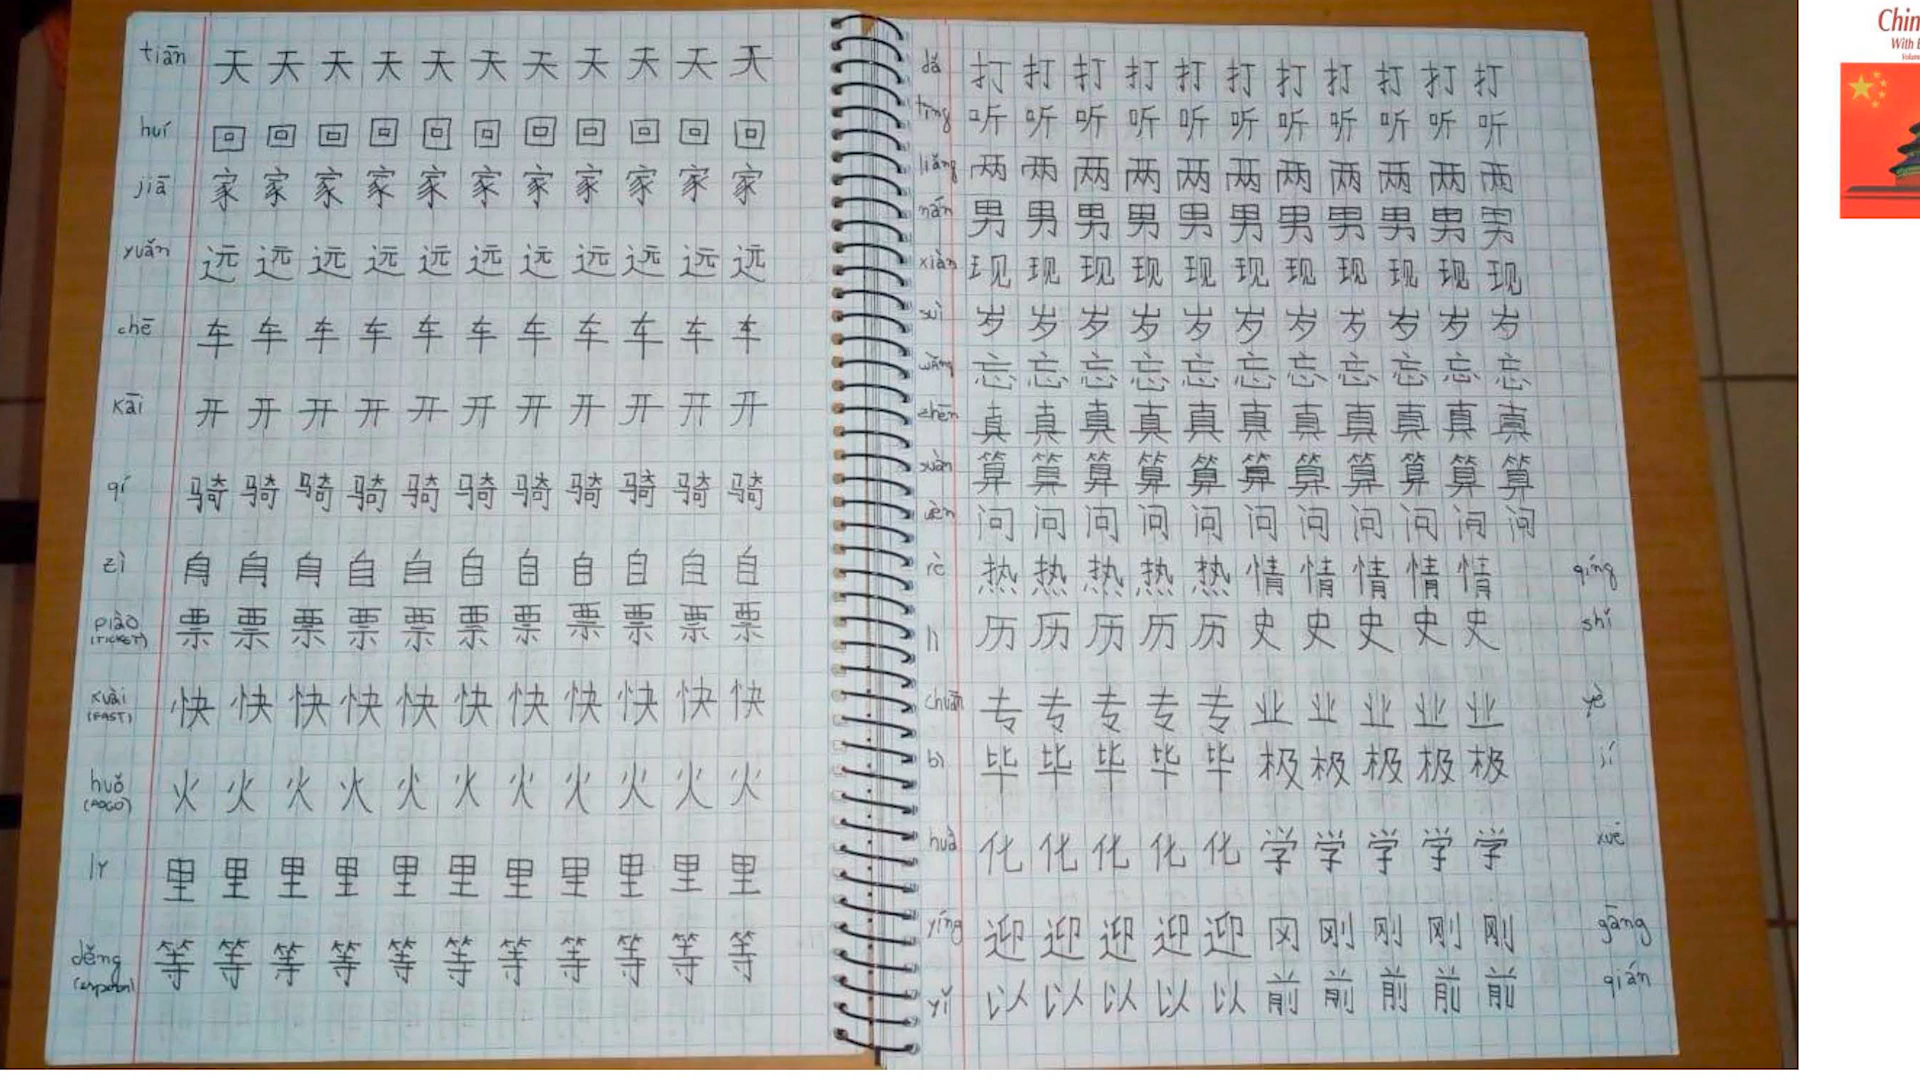 tiān 天 天 天 天 天 天 天 天 天 天 天
huí 回 回 回 回 回 回 回 回 回 回 回
jiā 家 家 家 家 家 家 家 家 家 家 家
yuǎn 远 远 远 远 远 远 远 远 远 远 远
chē 车 车 车 车 车 车 车 车 车 车 车
kāi 开 开 开 开 开 开 开 开 开 开 开
qí 骑 骑 骑 骑 骑 骑 骑 骑 骑 骑 骑
zì 自 自 自 自 自 自 自 自 自 自 自
piào 票 票 票 票 票 票 票 票 票 票 票
(TICKET)
kuài 快 快 快 快 快 快 快 快 快 快 快
(FAST)
huǒ 火 火 火 火 火 火 火 火 火 火 火
(FOGO)
lǐ 里 里 里 里 里 里 里 里 里 里 里
děng 等 等 等 等 等 等 等 等 等 等 等
dǎ 打 打 打 打 打 打 打 打 打 打 打
tīng 听 听 听 听 听 听 听 听 听 听 听
liǎng 两 两 两 两 两 两 两 两 两 两 两
nán 男 男 男 男 男 男 男 男 男 男 男
xiàn 现 现 现 现 现 现 现 现 现 现 现
suì 岁 岁 岁 岁 岁 岁 岁 岁 岁 岁 岁
wàng 忘 忘 忘 忘 忘 忘 忘 忘 忘 忘 忘
zhēn 真 真 真 真 真 真 真 真 真 真 真
suàn 算 算 算 算 算 算 算 算 算 算 算
wèn 问 问 问 问 问 问 问 问 问 问 问
rè 热 热 热 热 热 情 情 情 情 情 qíng
lì 历 历 历 历 历 史 史 史 史 史 shǐ
chuān 专 专 专 专 专 业 业 业 业 业 yè
bì 毕 毕 毕 毕 毕 极 极 极 极 极 jí
huà 化 化 化 化 化 学 学 学 学 学 xué
yíng 迎 迎 迎 迎 迎 冈 刚 刚 刚 刚 gāng
yǐ 以 以 以 以 以 前 前 前 前 前 qián
Chin
With